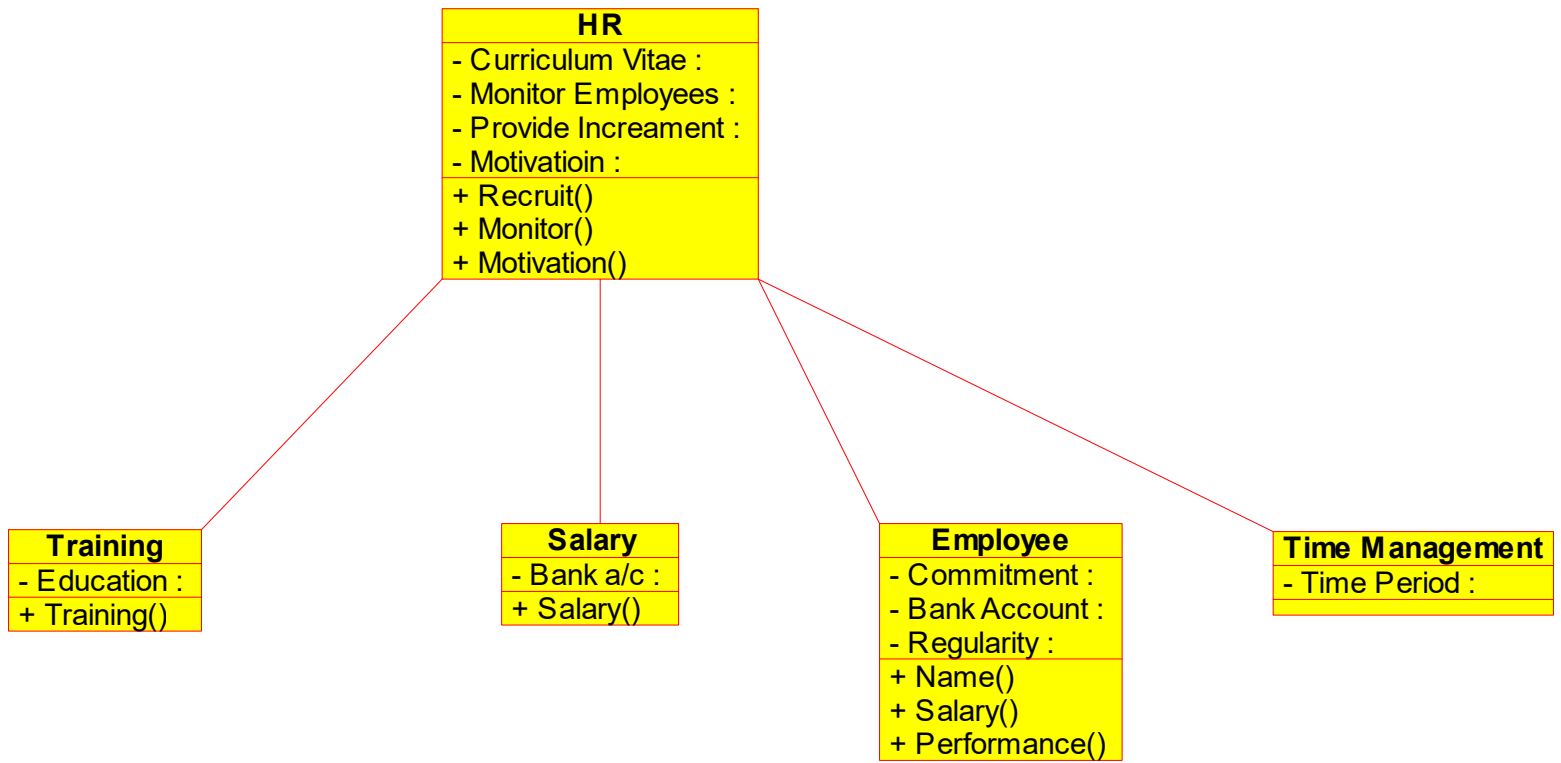 HR
- Curriculum Vitae :
- Monitor Employees :
- Provide Increament :
- Motivatioin :
+ Recruit()
+ Monitor()
+ Motivation()
Training
- Education :
+ Training()
Salary
- Bank a/c :
+ Salary()
Employee
- Commitment :
- Bank Account :
- Regularity :
+ Name()
+ Salary()
+ Performance()
Time Management
- Time Period :